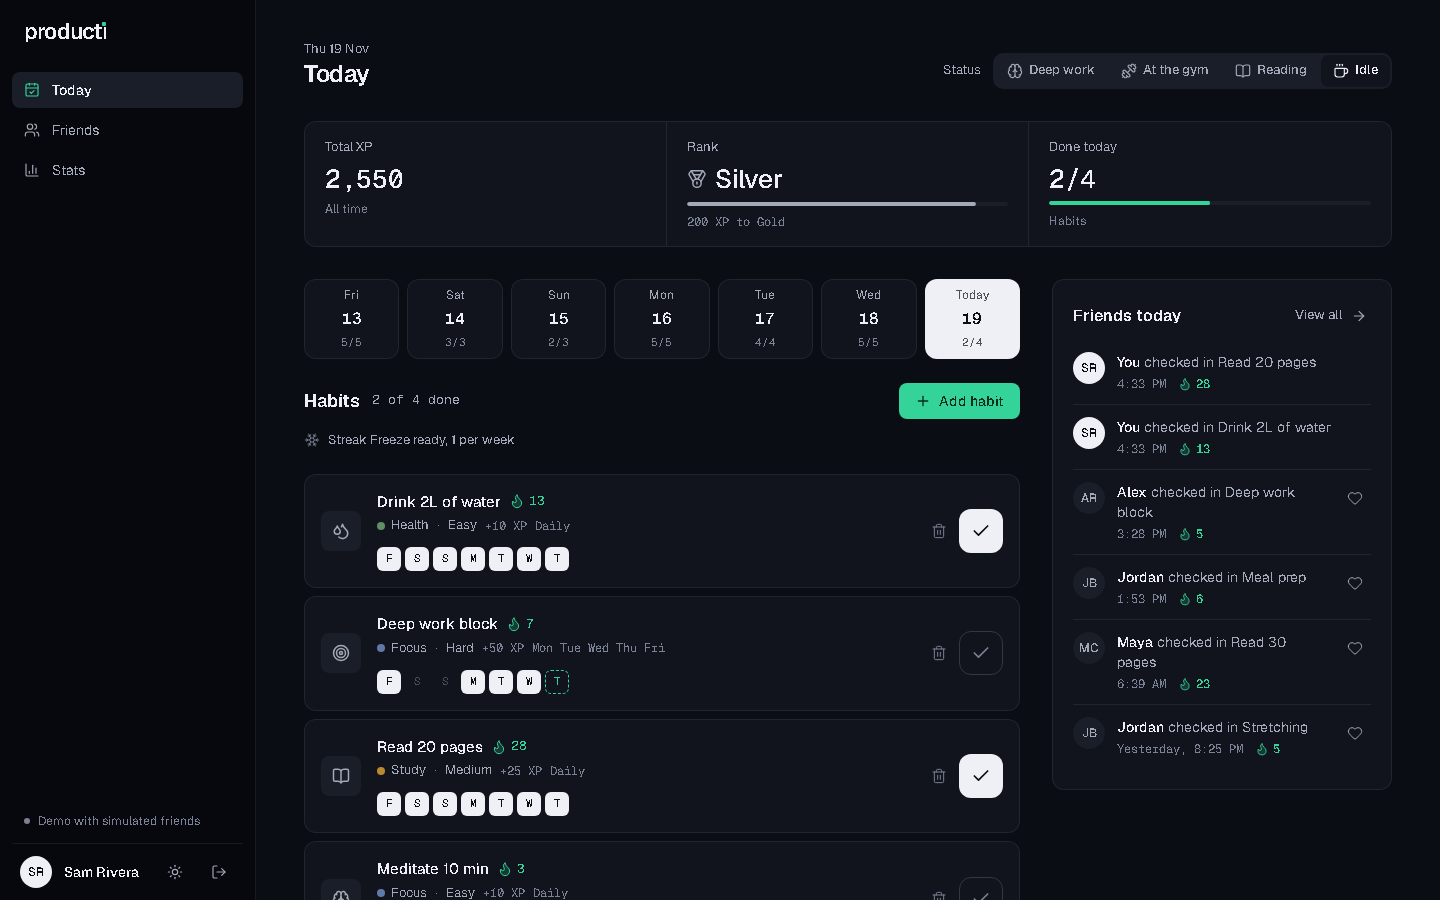 producti
Today
Friends
Stats
Demo with simulated friends
SR Sam Rivera
Thu 19 Nov
Today
Status Deep work At the gym Reading Idle
Total XP
2,550
All time
Rank
Silver
200 XP to Gold
Done today
2/4
Habits
Fri
13
5/5
Sat
14
3/3
Sun
15
2/3
Mon
16
5/5
Tue
17
4/4
Wed
18
5/5
Today
19
2/4
Habits 2 of 4 done
Add habit
Streak Freeze ready, 1 per week
Drink 2L of water 13
Health · Easy +10 XP Daily
F S S M T W T
Deep work block 7
Focus · Hard +50 XP Mon Tue Wed Thu Fri
F S S M T W T
Read 20 pages 28
Study · Medium +25 XP Daily
F S S M T W T
Meditate 10 min 3
Focus · Easy +10 XP Daily
Friends today View all
SR You checked in Read 20 pages
4:33 PM 28
SR You checked in Drink 2L of water
4:33 PM 13
AR Alex checked in Deep work
block
3:28 PM 5
JB Jordan checked in Meal prep
1:53 PM 6
MC Maya checked in Read 30
pages
6:39 AM 23
JB Jordan checked in Stretching
Yesterday, 8:25 PM 5